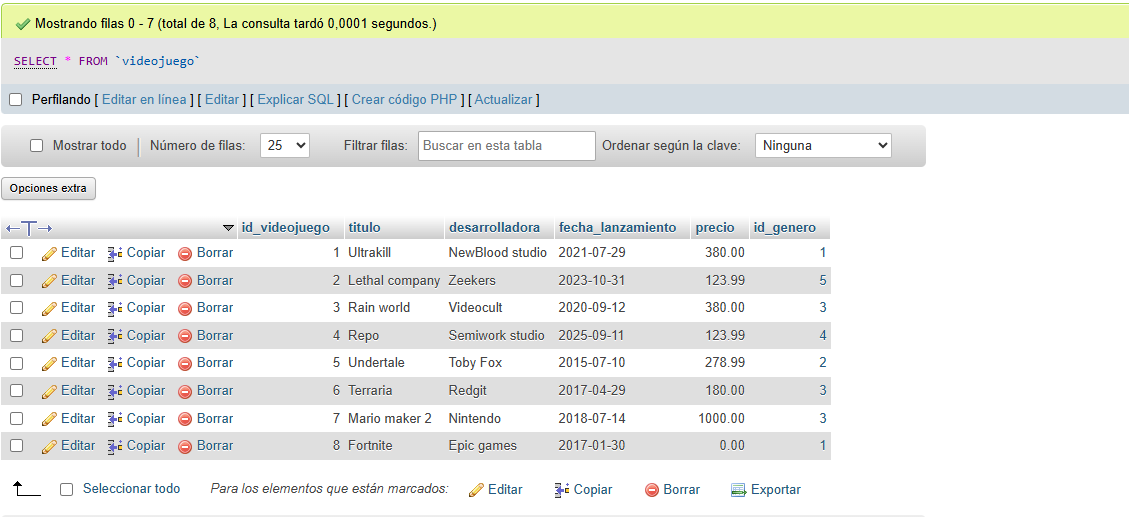 Mostrando filas 0 - 7 (total de 8, La consulta tardó 0,0001 segundos.)
SELECT * FROM `videojuego`
Perfilando [ Editar en línea ] [ Editar ] [ Explicar SQL ] [ Crear código PHP ] [ Actualizar ]
Mostrar todo | Número de filas: 25 Filtrar filas: Buscar en esta tabla Ordenar según la clave: Ninguna
Opciones extra
id_videojuego titulo desarrolladora fecha_lanzamiento precio id_genero
Editar Copiar Borrar 1 Ultrakill NewBlood studio 2021-07-29 380.00 1
Editar Copiar Borrar 2 Lethal company Zeekers 2023-10-31 123.99 5
Editar Copiar Borrar 3 Rain world Videocult 2020-09-12 380.00 3
Editar Copiar Borrar 4 Repo Semiwork studio 2025-09-11 123.99 4
Editar Copiar Borrar 5 Undertale Toby Fox 2015-07-10 278.99 2
Editar Copiar Borrar 6 Terraria Redgit 2017-04-29 180.00 3
Editar Copiar Borrar 7 Mario maker 2 Nintendo 2018-07-14 1000.00 3
Editar Copiar Borrar 8 Fortnite Epic games 2017-01-30 0.00 1
Seleccionar todo Para los elementos que están marcados: Editar Copiar Borrar Exportar